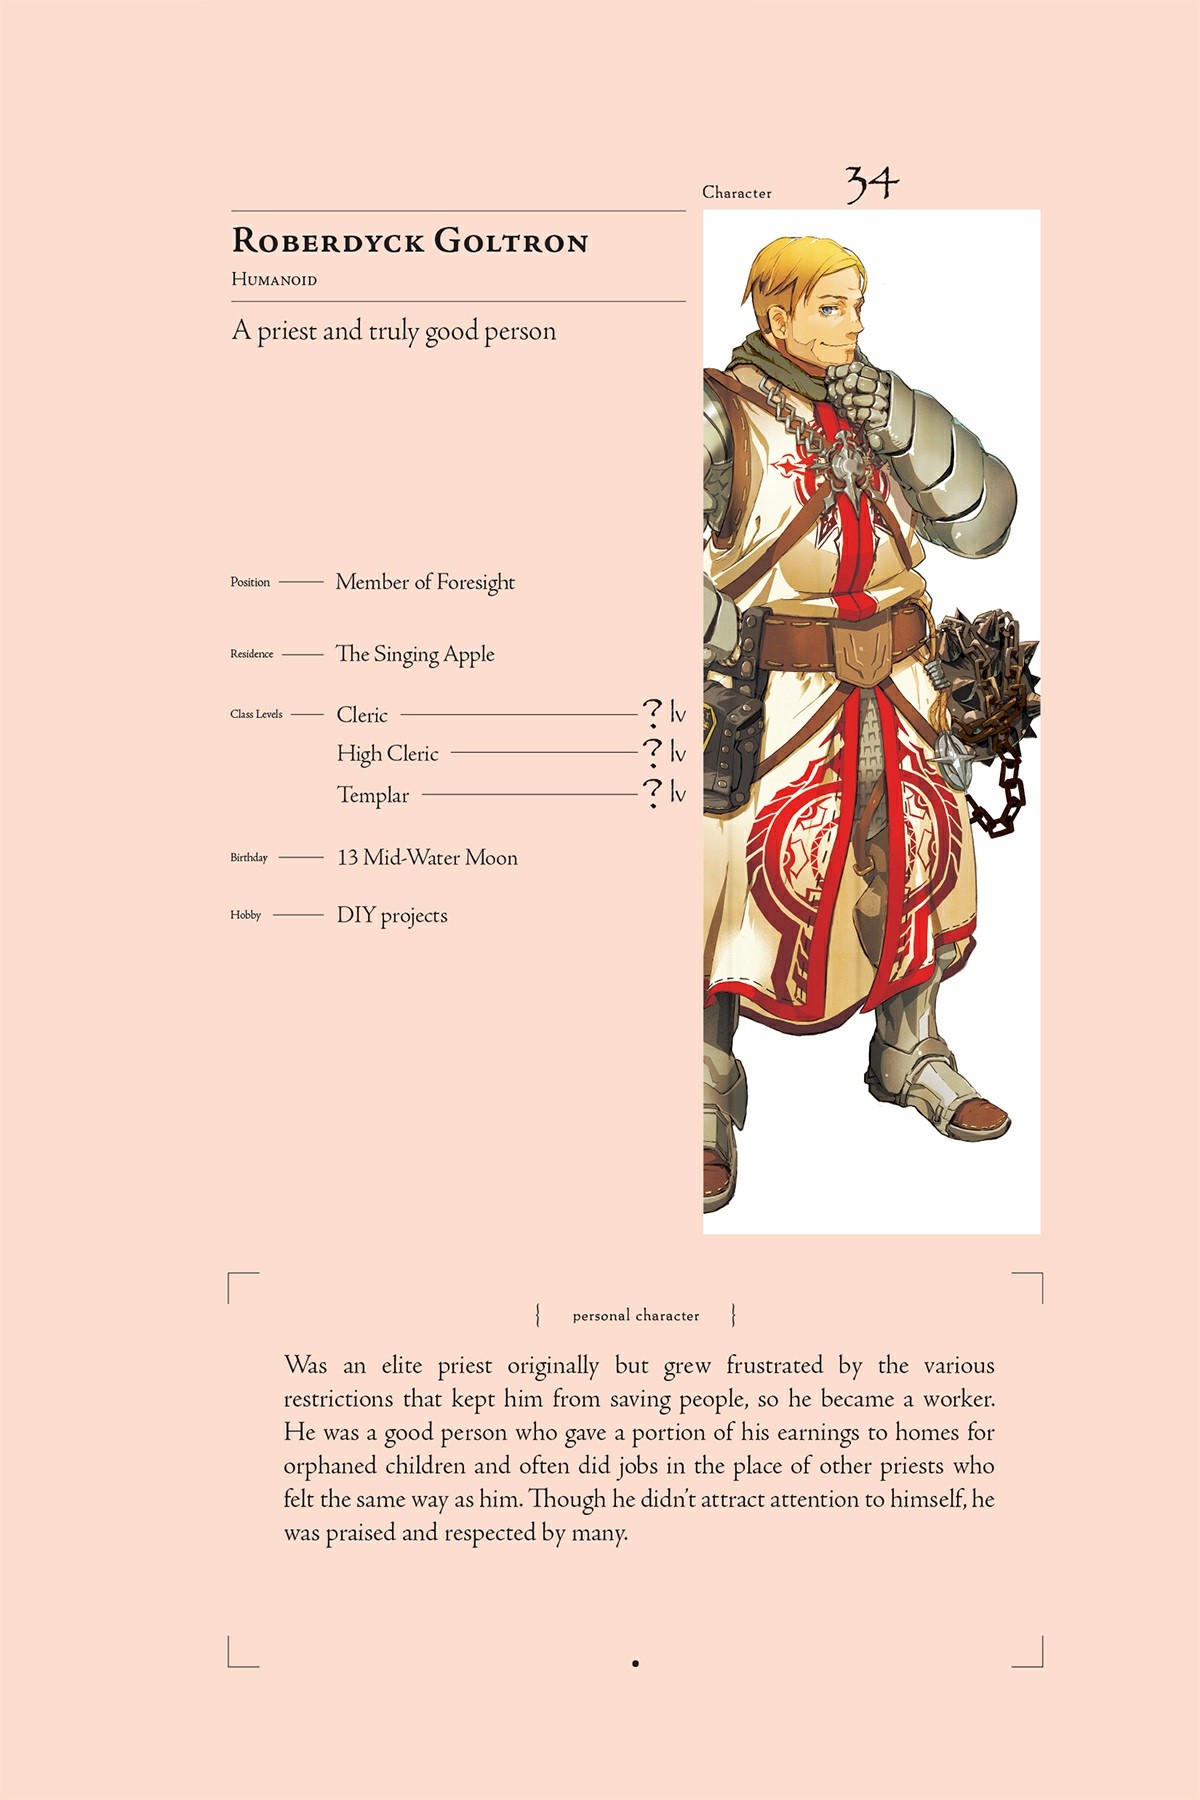 Character 34
Roberdyck Goltron
Humanoid
A priest and truly good person
Position Member of Foresight
Residence The Singing Apple
Class Levels Cleric ? lv
High Cleric ? lv
Templar ? lv
Birthday 13 Mid-Water Moon
Hobby DIY projects
{ personal character }
Was an elite priest originally but grew frustrated by the various
restrictions that kept him from saving people, so he became a worker.
He was a good person who gave a portion of his earnings to homes for
orphaned children and often did jobs in the place of other priests who
felt the same way as him. Though he didn't attract attention to himself, he
was praised and respected by many.